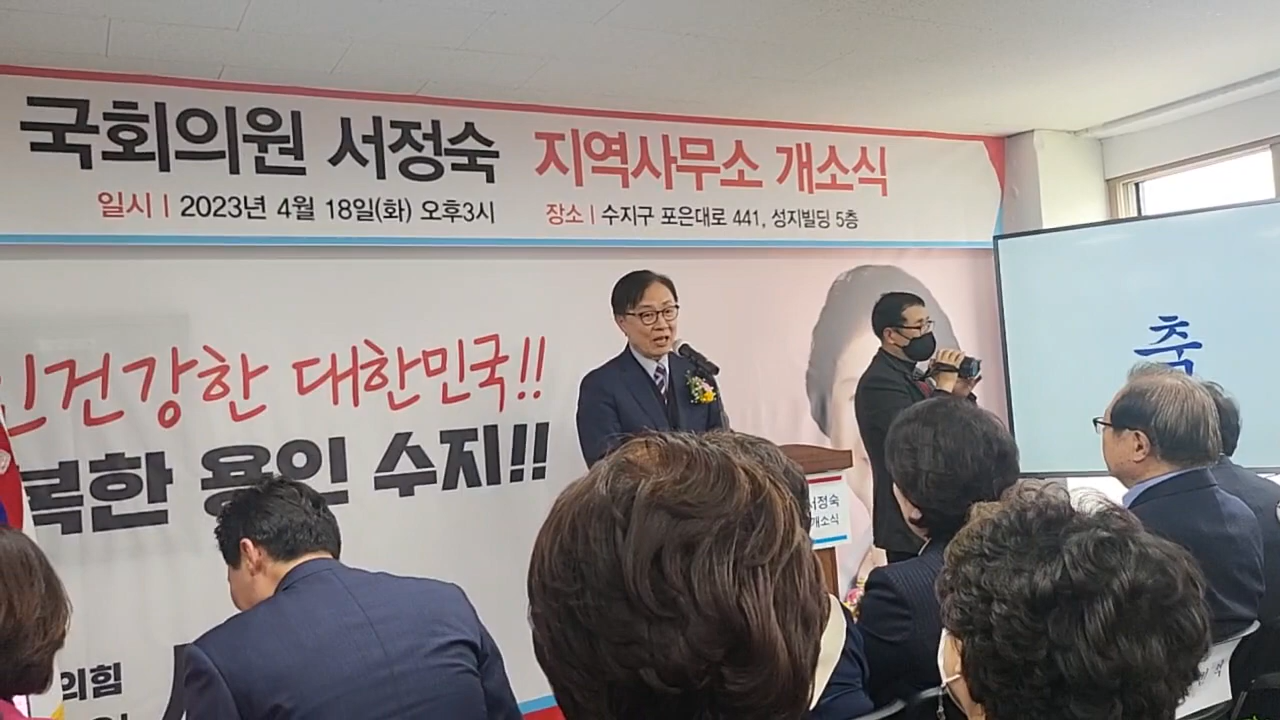 국회의원 서정숙 지역사무소 개소식
일시 | 2023년 4월 18일(화) 오후3시 장소 | 수지구 포은대로 441, 성지빌딩 5층
건강한 대한민국!!
복한 용인 수지!!
축
서정숙
개소식
의힘